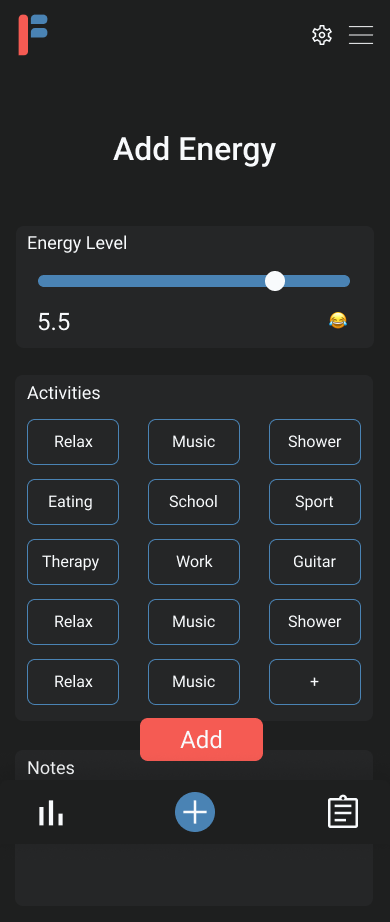 Add Energy
Energy Level
5.5 😂
Activities
Relax Music Shower
Eating School Sport
Therapy Work Guitar
Relax Music Shower
Relax Music +
Add
Notes